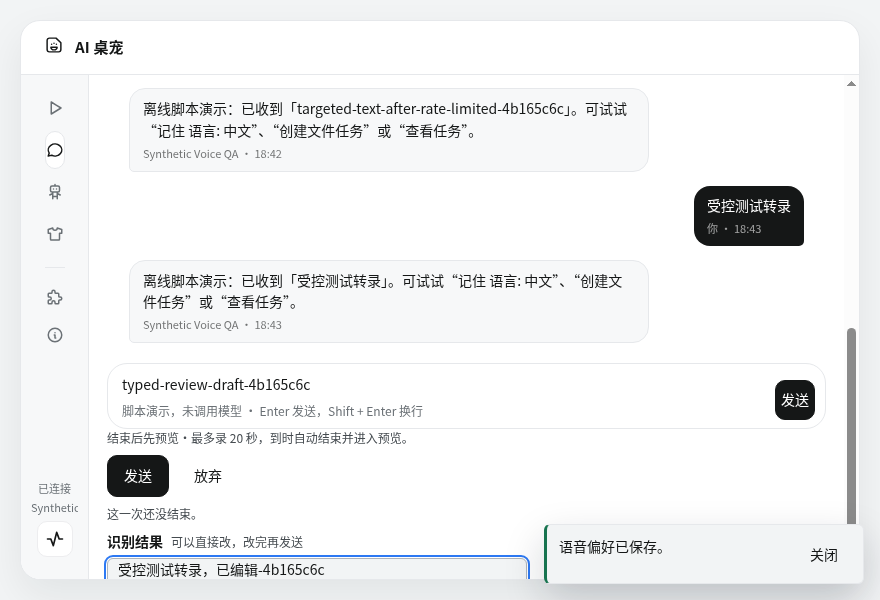 AI 桌宠
离线脚本演示：已收到「targeted-text-after-rate-limited-4b165c6c」。可试试
“记住 语言: 中文”、“创建文件任务” 或 “查看任务”。
Synthetic Voice QA · 18:42
受控测试转录
你 · 18:43
离线脚本演示：已收到「受控测试转录」。可试试 “记住 语言: 中文”、“创建文
件任务” 或 “查看任务”。
Synthetic Voice QA · 18:43
typed-review-draft-4b165c6c
脚本演示，未调用模型 · Enter 发送，Shift + Enter 换行
发送
结束后先预览 · 最多录 20 秒，到时自动结束并进入预览。
发送 放弃
这一次还没结束。
识别结果 可以直接改，改完再发送
受控测试转录，已编辑-4b165c6c
已连接
Synthetic
语音偏好已保存。
关闭